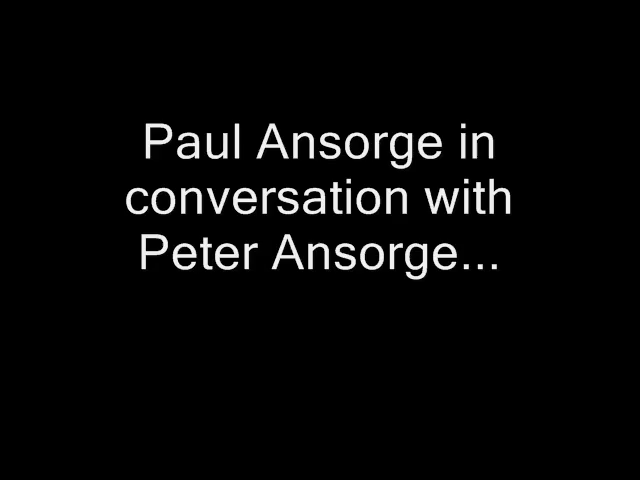 Paul Ansorge in
conversation with
Peter Ansorge...